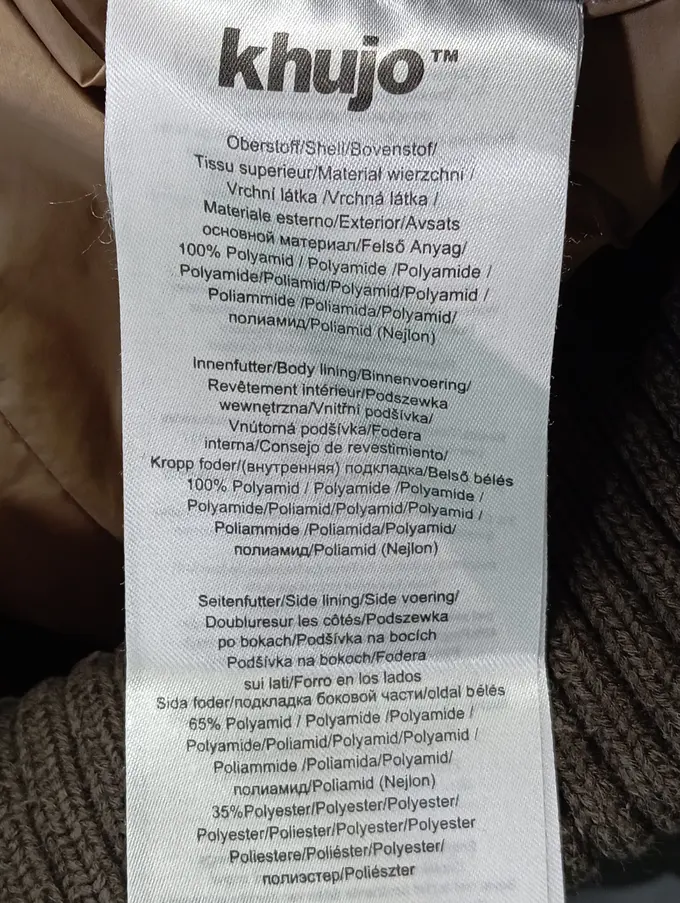 khujo™
Oberstoff/Shell/Bovenstof/
Tissu superieur/Materiał wierzchni /
Vrchní látka /Vrchná látka /
Materiale esterno/Exterior/Avsats
основной материал/Felső Anyag/
100% Polyamid / Polyamide /Polyamide /
Polyamide/Poliamid/Polyamid/Polyamid /
Poliammide /Poliamida/Polyamid/
полиамид/Poliamid (Nejlon)
Innenfutter/Body lining/Binnenvoering/
Revêtement intérieur/Podszewka
wewnętrzna/Vnitřní podšívka/
Vnútorná podšívka/Fodera
interna/Consejo de revestimiento/
Kropp foder/(внутренняя) подкладка/Belső bélés
100% Polyamid / Polyamide /Polyamide /
Polyamide/Poliamid/Polyamid/Polyamid /
Poliammide /Poliamida/Polyamid/
полиамид/Poliamid (Nejlon)
Seitenfutter/Side lining/Side voering/
Doubluresur les côtés/Podszewka
po bokach/Podšívka na bocích
Podšívka na bokoch/Fodera
sui lati/Forro en los lados
Sida foder/подкладка боковой части/oldal bélés
65% Polyamid / Polyamide /Polyamide /
Polyamide/Poliamid/Polyamid/Polyamid /
Poliammide /Poliamida/Polyamid/
полиамид/Poliamid (Nejlon)
35%Polyester/Polyester/Polyester/
Polyester/Poliester/Polyester/Polyester
Poliestere/Poliéster/Polyester/
полиэстер/Poliészter